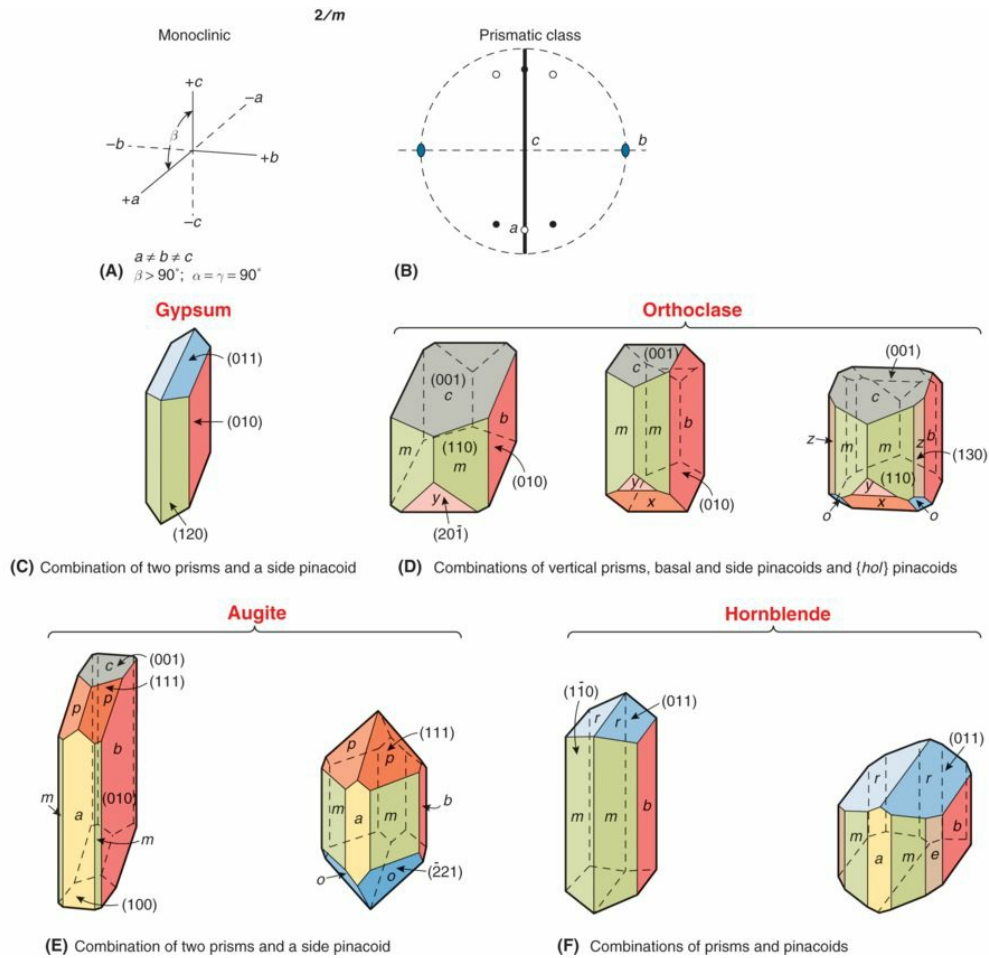 2/m
Monoclinic
Prismatic class
+c
−a
β
−b
+b
+a
−c
c
b
a
(A) a ≠ b ≠ c
β > 90°; α = γ = 90°
(B)
Gypsum
Orthoclase
(011)
(010)
(120)
(001)
c
b
m
(110)
m
y
(010)
(201̄)
(001)
c
m
m
b
y
x
(010)
(001)
c
z
m
m
z
b
(130)
(110)
y
x
o
o
(C) Combination of two prisms and a side pinacoid
(D) Combinations of vertical prisms, basal and side pinacoids and {hol} pinacoids
Augite
Hornblende
c
(001)
(111)
p
p
b
m
a
(010)
m
(100)
p
(111)
p
m
a
m
b
o
o
(2̄21)
(11̄0)
r
r
(011)
m
m
b
(011)
r
r
m
a
m
e
b
(E) Combination of two prisms and a side pinacoid
(F) Combinations of prisms and pinacoids